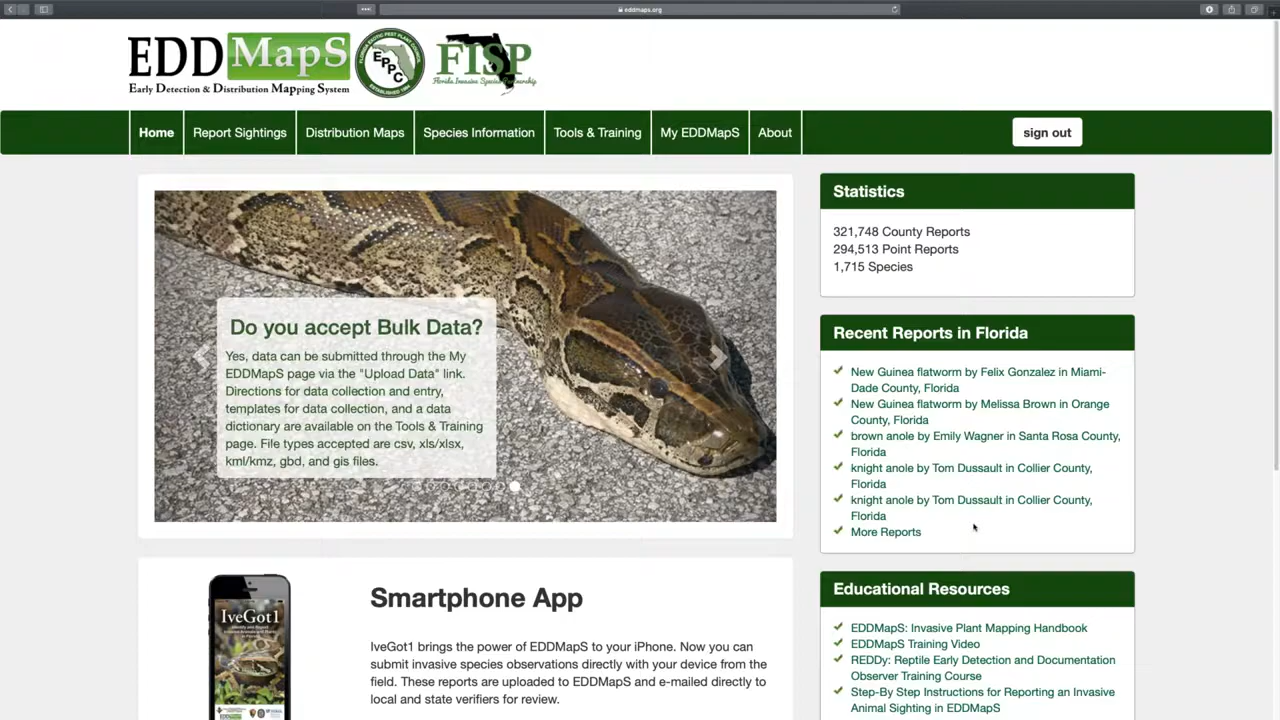 eddmaps.org
EDDMapS
Early Detection & Distribution Mapping System
EPPC
FISP
Florida Invasive Species Partnership
Home
Report Sightings
Distribution Maps
Species Information
Tools & Training
My EDDMapS
About
sign out
Do you accept Bulk Data?
Yes, data can be submitted through the My
EDDMapS page via the "Upload Data" link.
Directions for data collection and entry,
templates for data collection, and a data
dictionary are available on the Tools & Training
page. File types accepted are csv, xls/xlsx,
kml/kmz, gbd, and gis files.
Statistics
321,748 County Reports
294,513 Point Reports
1,715 Species
Recent Reports in Florida
New Guinea flatworm by Felix Gonzalez in Miami-
Dade County, Florida
New Guinea flatworm by Melissa Brown in Orange
County, Florida
brown anole by Emily Wagner in Santa Rosa County,
Florida
knight anole by Tom Dussault in Collier County,
Florida
knight anole by Tom Dussault in Collier County,
Florida
More Reports
IveGot1
Smartphone App
IveGot1 brings the power of EDDMapS to your iPhone. Now you can
submit invasive species observations directly with your device from the
field. These reports are uploaded to EDDMapS and e-mailed directly to
local and state verifiers for review.
Educational Resources
EDDMapS: Invasive Plant Mapping Handbook
EDDMapS Training Video
REDDy: Reptile Early Detection and Documentation
Observer Training Course
Step-By Step Instructions for Reporting an Invasive
Animal Sighting in EDDMapS